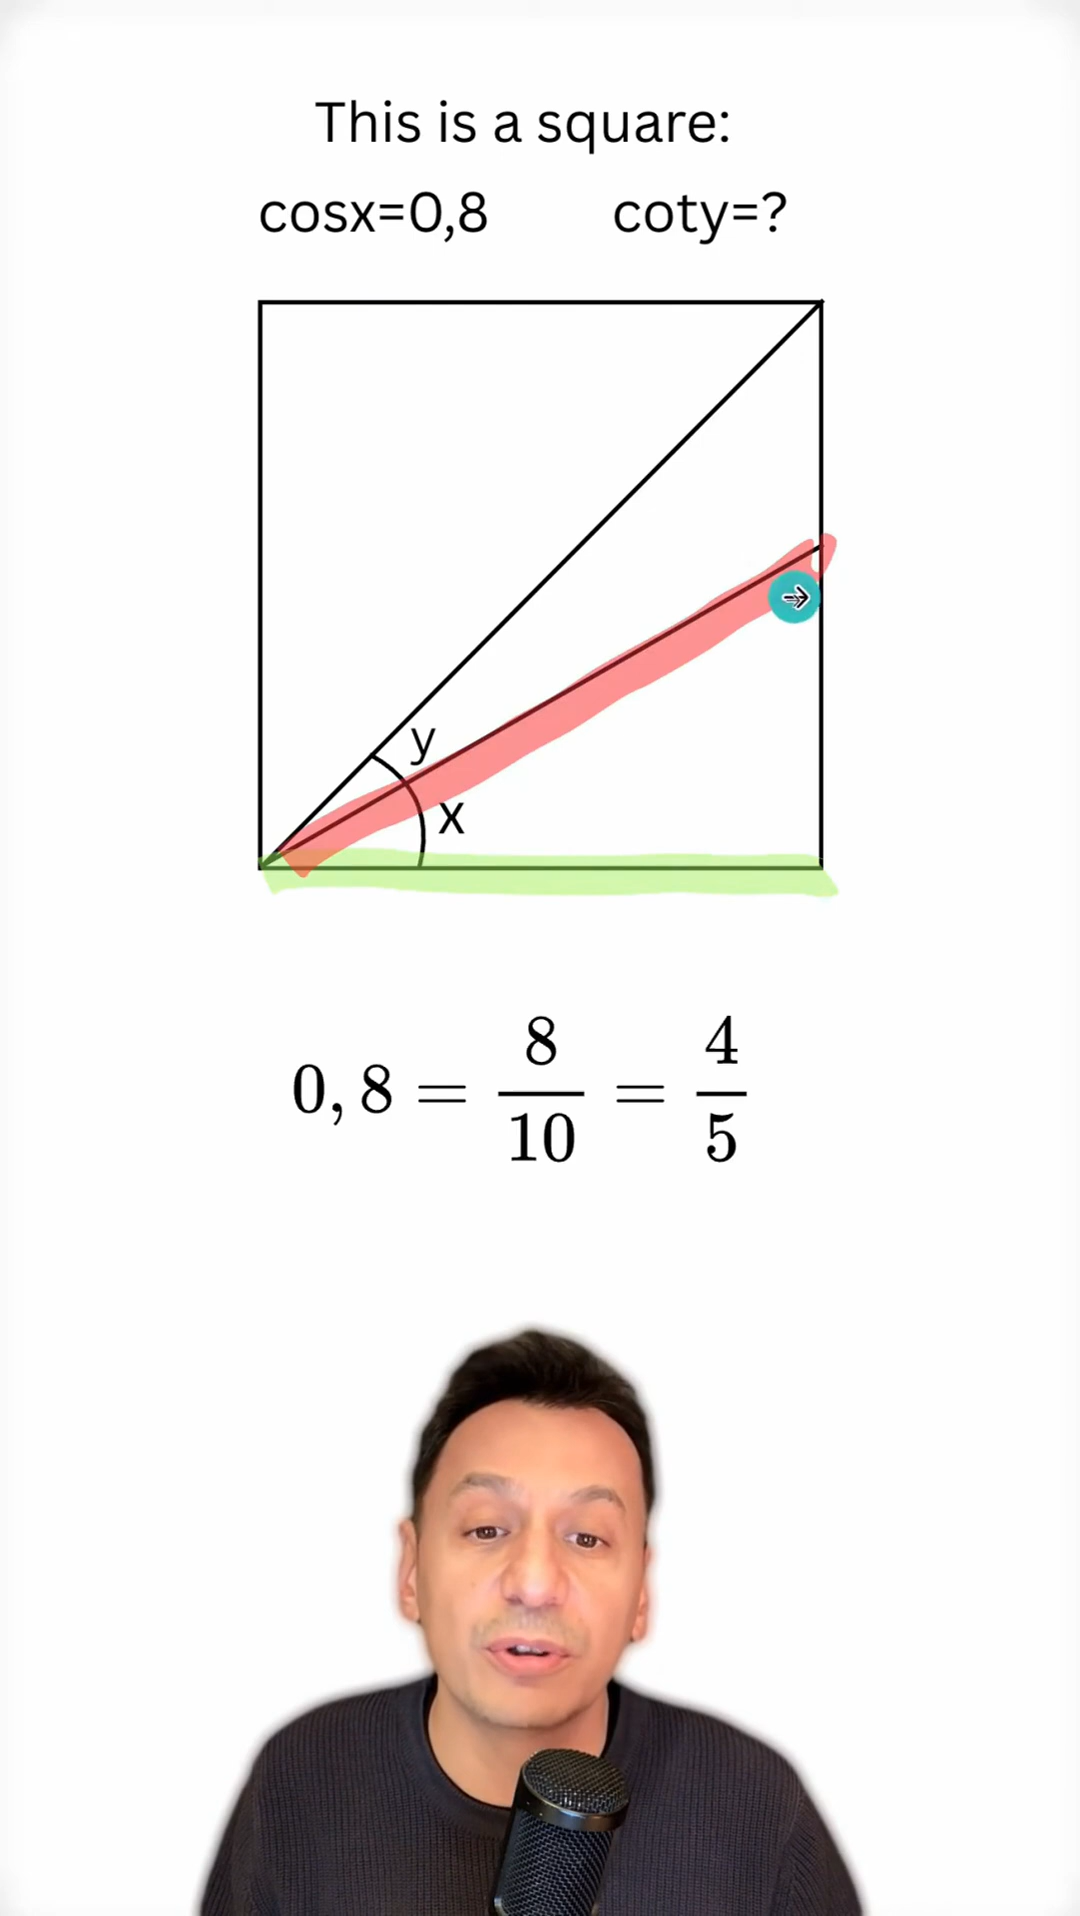 This is a square:
cosx=0,8 coty=?
y
x
0,8 = 8/10 = 4/5